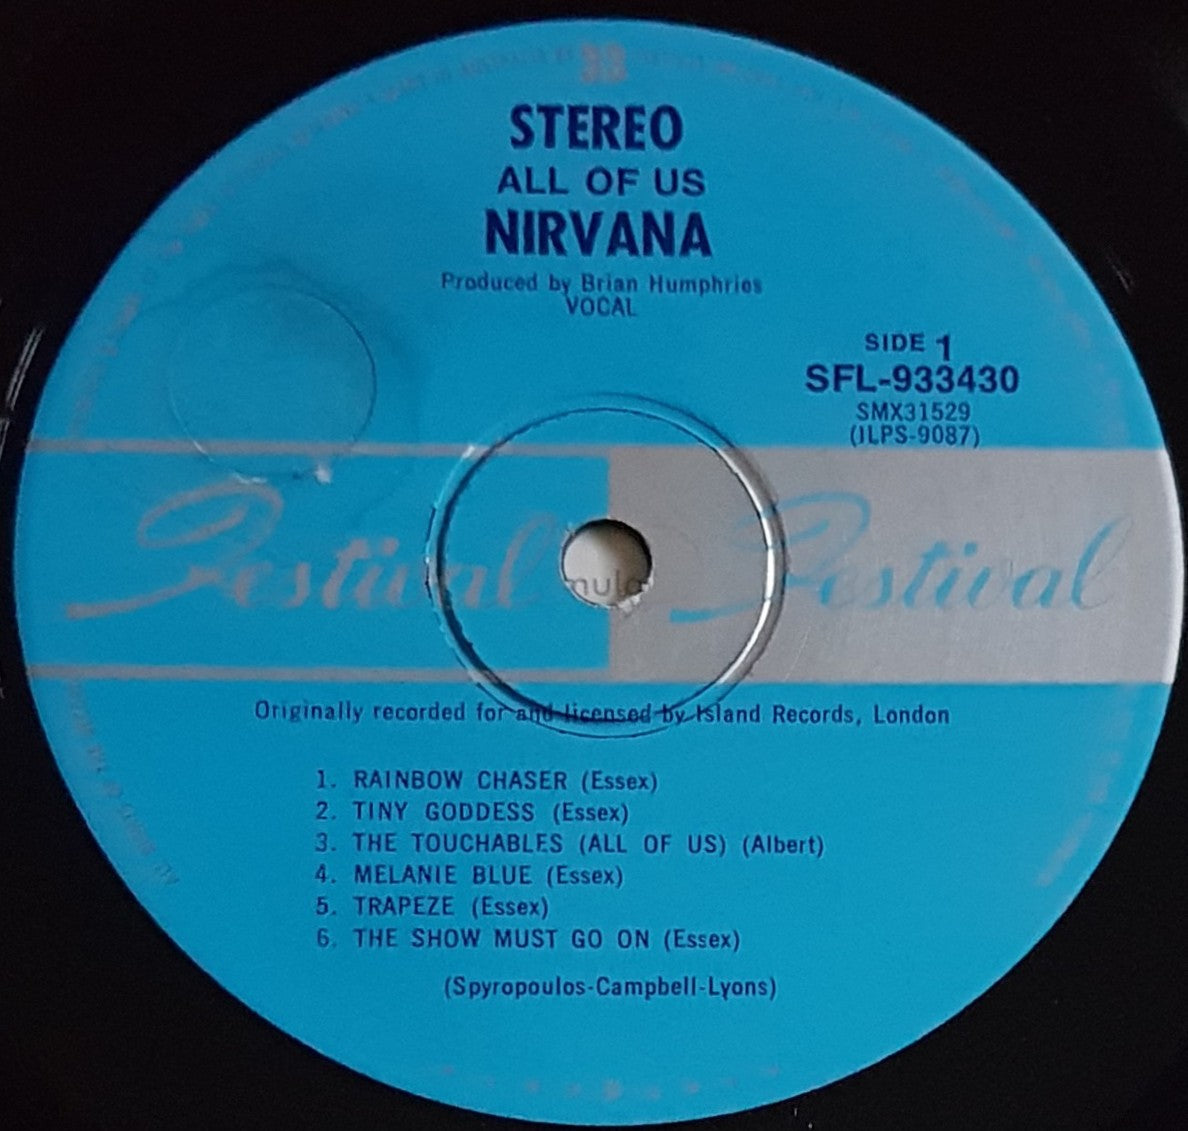 33
STEREO
ALL OF US
NIRVANA
Produced by Brian Humphries
VOCAL
SIDE 1
SFL-933430
SMX31529
(ILPS-9087)
Festival Festival
Originally recorded for and licensed by Island Records, London
1. RAINBOW CHASER (Essex)
2. TINY GODDESS (Essex)
3. THE TOUCHABLES (ALL OF US) (Albert)
4. MELANIE BLUE (Essex)
5. TRAPEZE (Essex)
6. THE SHOW MUST GO ON (Essex)
(Spyropoulos-Campbell-Lyons)